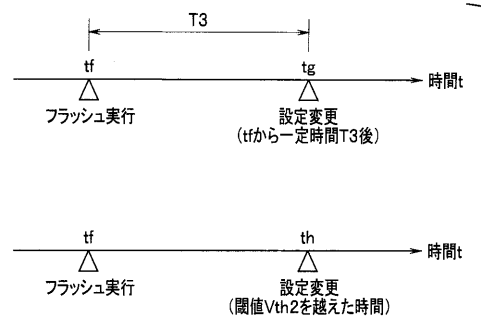 T3
tf tg
時間t
フラッシュ実行 設定変更
(tfから一定時間T3後)
tf th
時間t
フラッシュ実行 設定変更
(閾値Vth2を越えた時間)